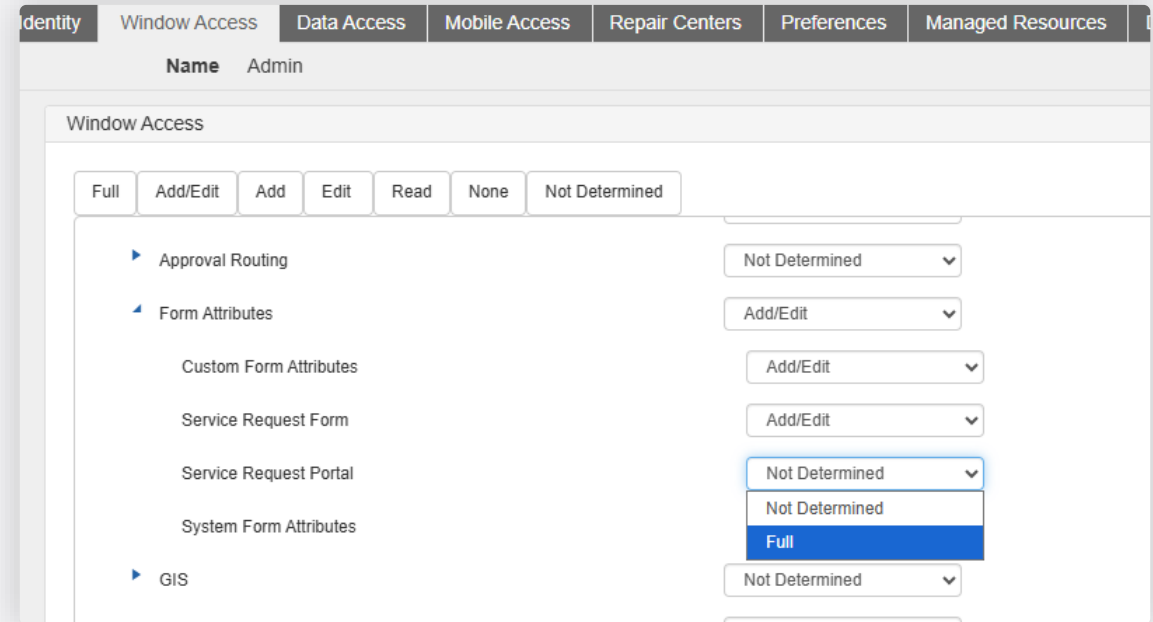 Identity Window Access Data Access Mobile Access Repair Centers Preferences Managed Resources
Name Admin
Window Access
Full Add/Edit Add Edit Read None Not Determined
Approval Routing Not Determined
Form Attributes Add/Edit
Custom Form Attributes Add/Edit
Service Request Form Add/Edit
Service Request Portal Not Determined
Not Determined
System Form Attributes
Full
GIS Not Determined